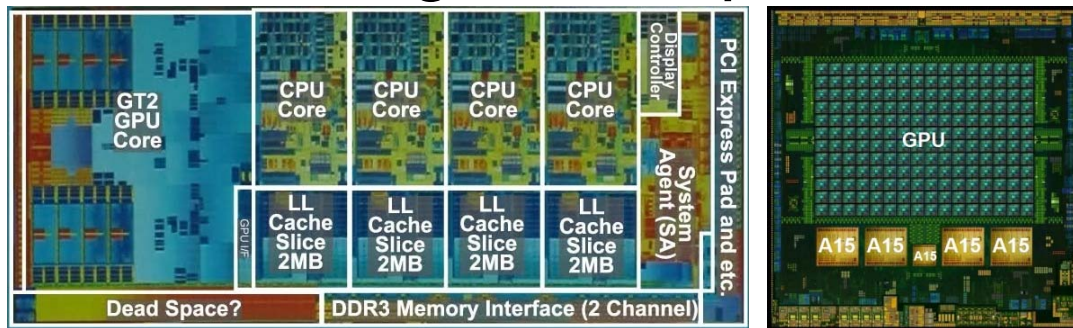 GT2
GPU
Core
CPU
Core
CPU
Core
CPU
Core
CPU
Core
Display
Controller
System
Agent (SA)
PCI Express Pad and etc.
GPU I/F
LL
Cache
Slice
2MB
LL
Cache
Slice
2MB
LL
Cache
Slice
2MB
LL
Cache
Slice
2MB
Dead Space?
DDR3 Memory Interface (2 Channel)
GPU
A15
A15
A15
A15
A15